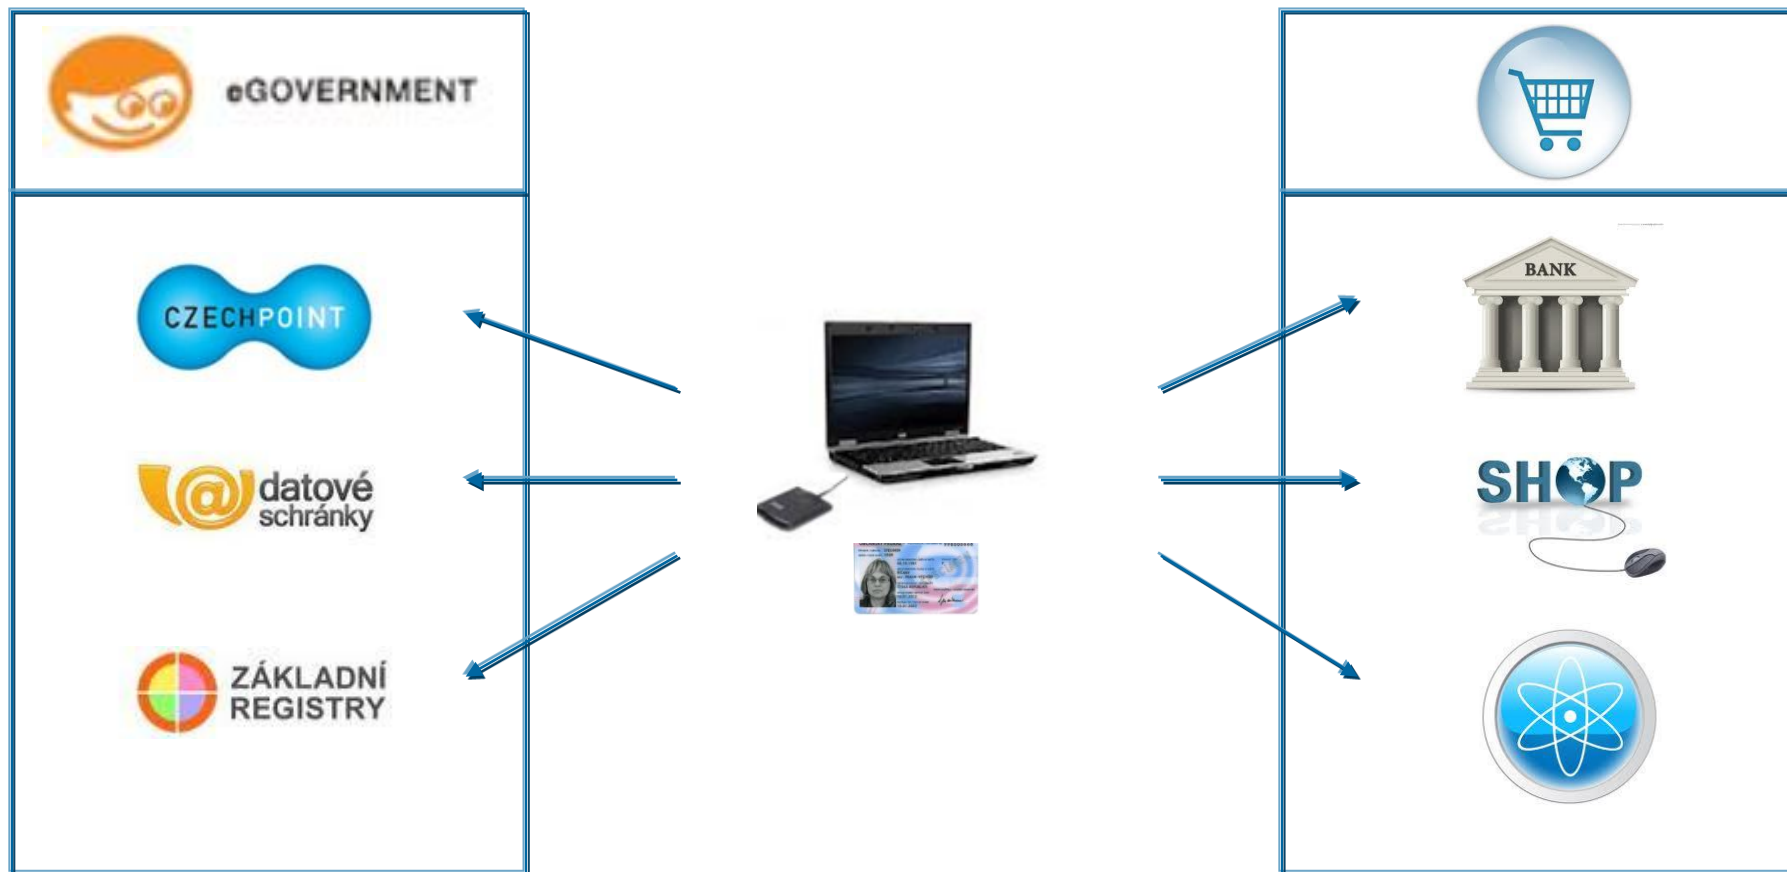 eGOVERNMENT
CZECHPOINT
datové
schránky
ZÁKLADNÍ
REGISTRY
BANK
SHOP